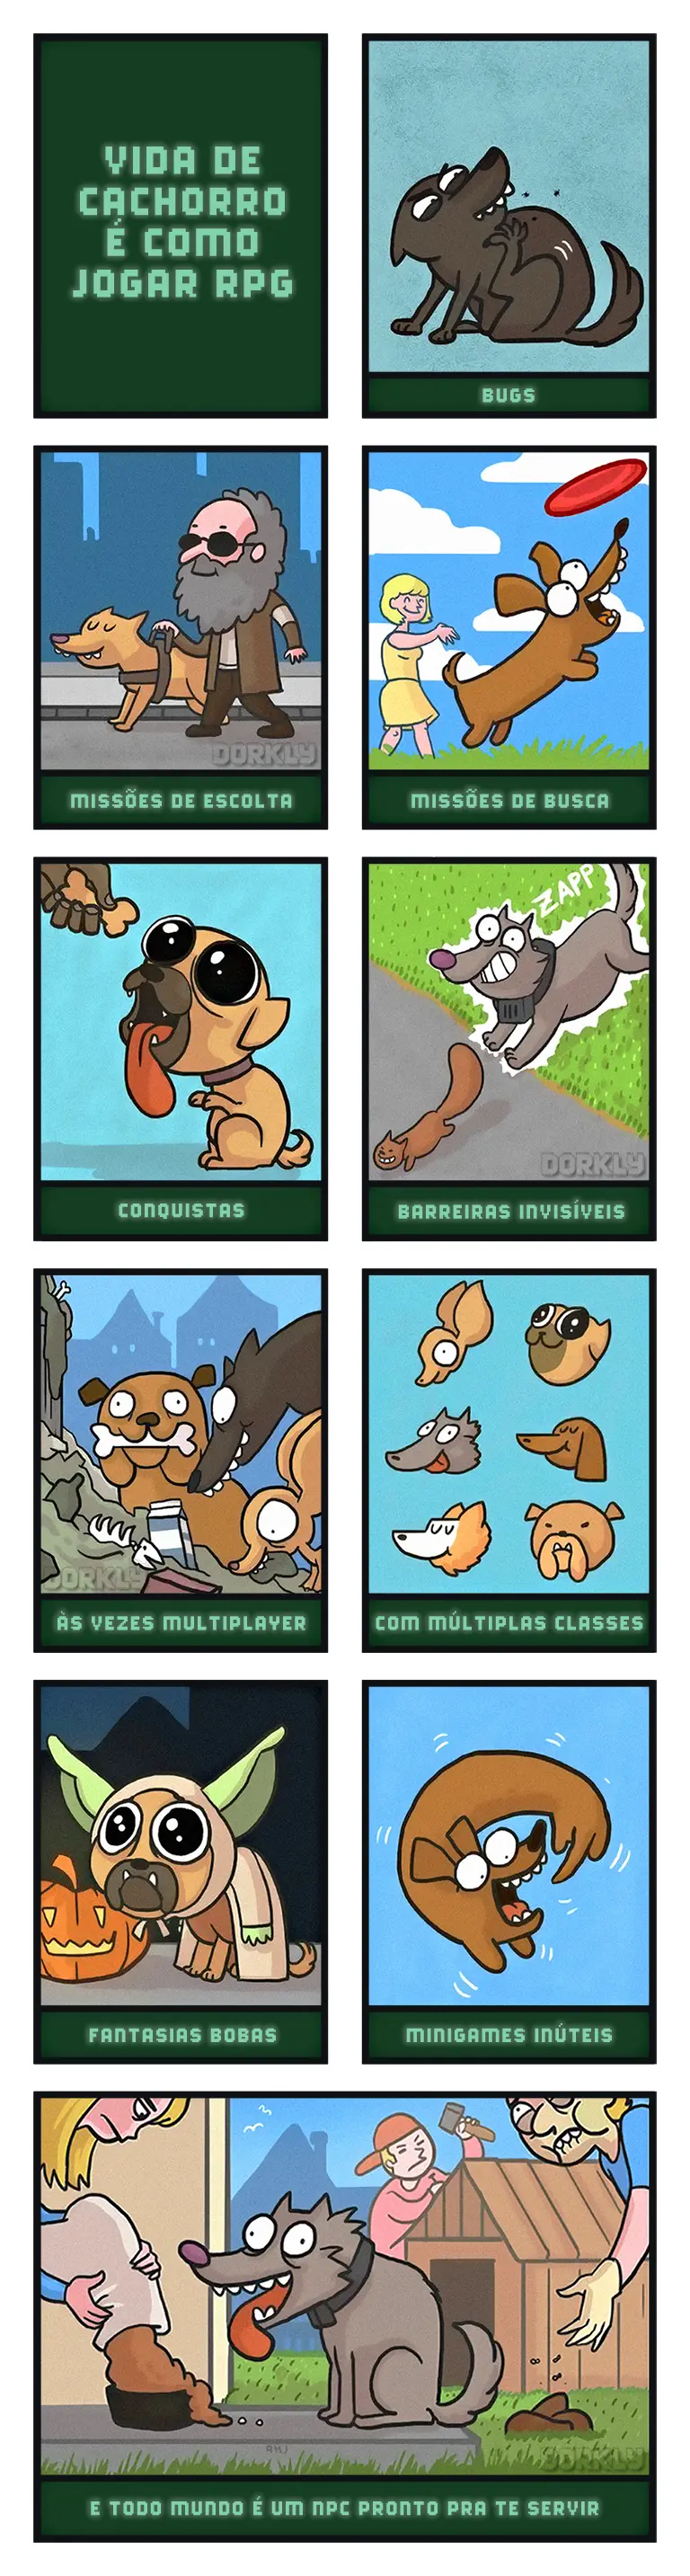 VIDA DE
CACHORRO
É COMO
JOGAR RPG
BUGS
DORKLY
MISSÕES DE ESCOLTA
MISSÕES DE BUSCA
CONQUISTAS
ZAPP
DORKLY
BARREIRAS INVISÍVEIS
DORKLY
ÀS VEZES MULTIPLAYER
COM MÚLTIPLAS CLASSES
FANTASIAS BOBAS
MINIGAMES INÚTEIS
DORKLY
E TODO MUNDO É UM NPC PRONTO PRA TE SERVIR